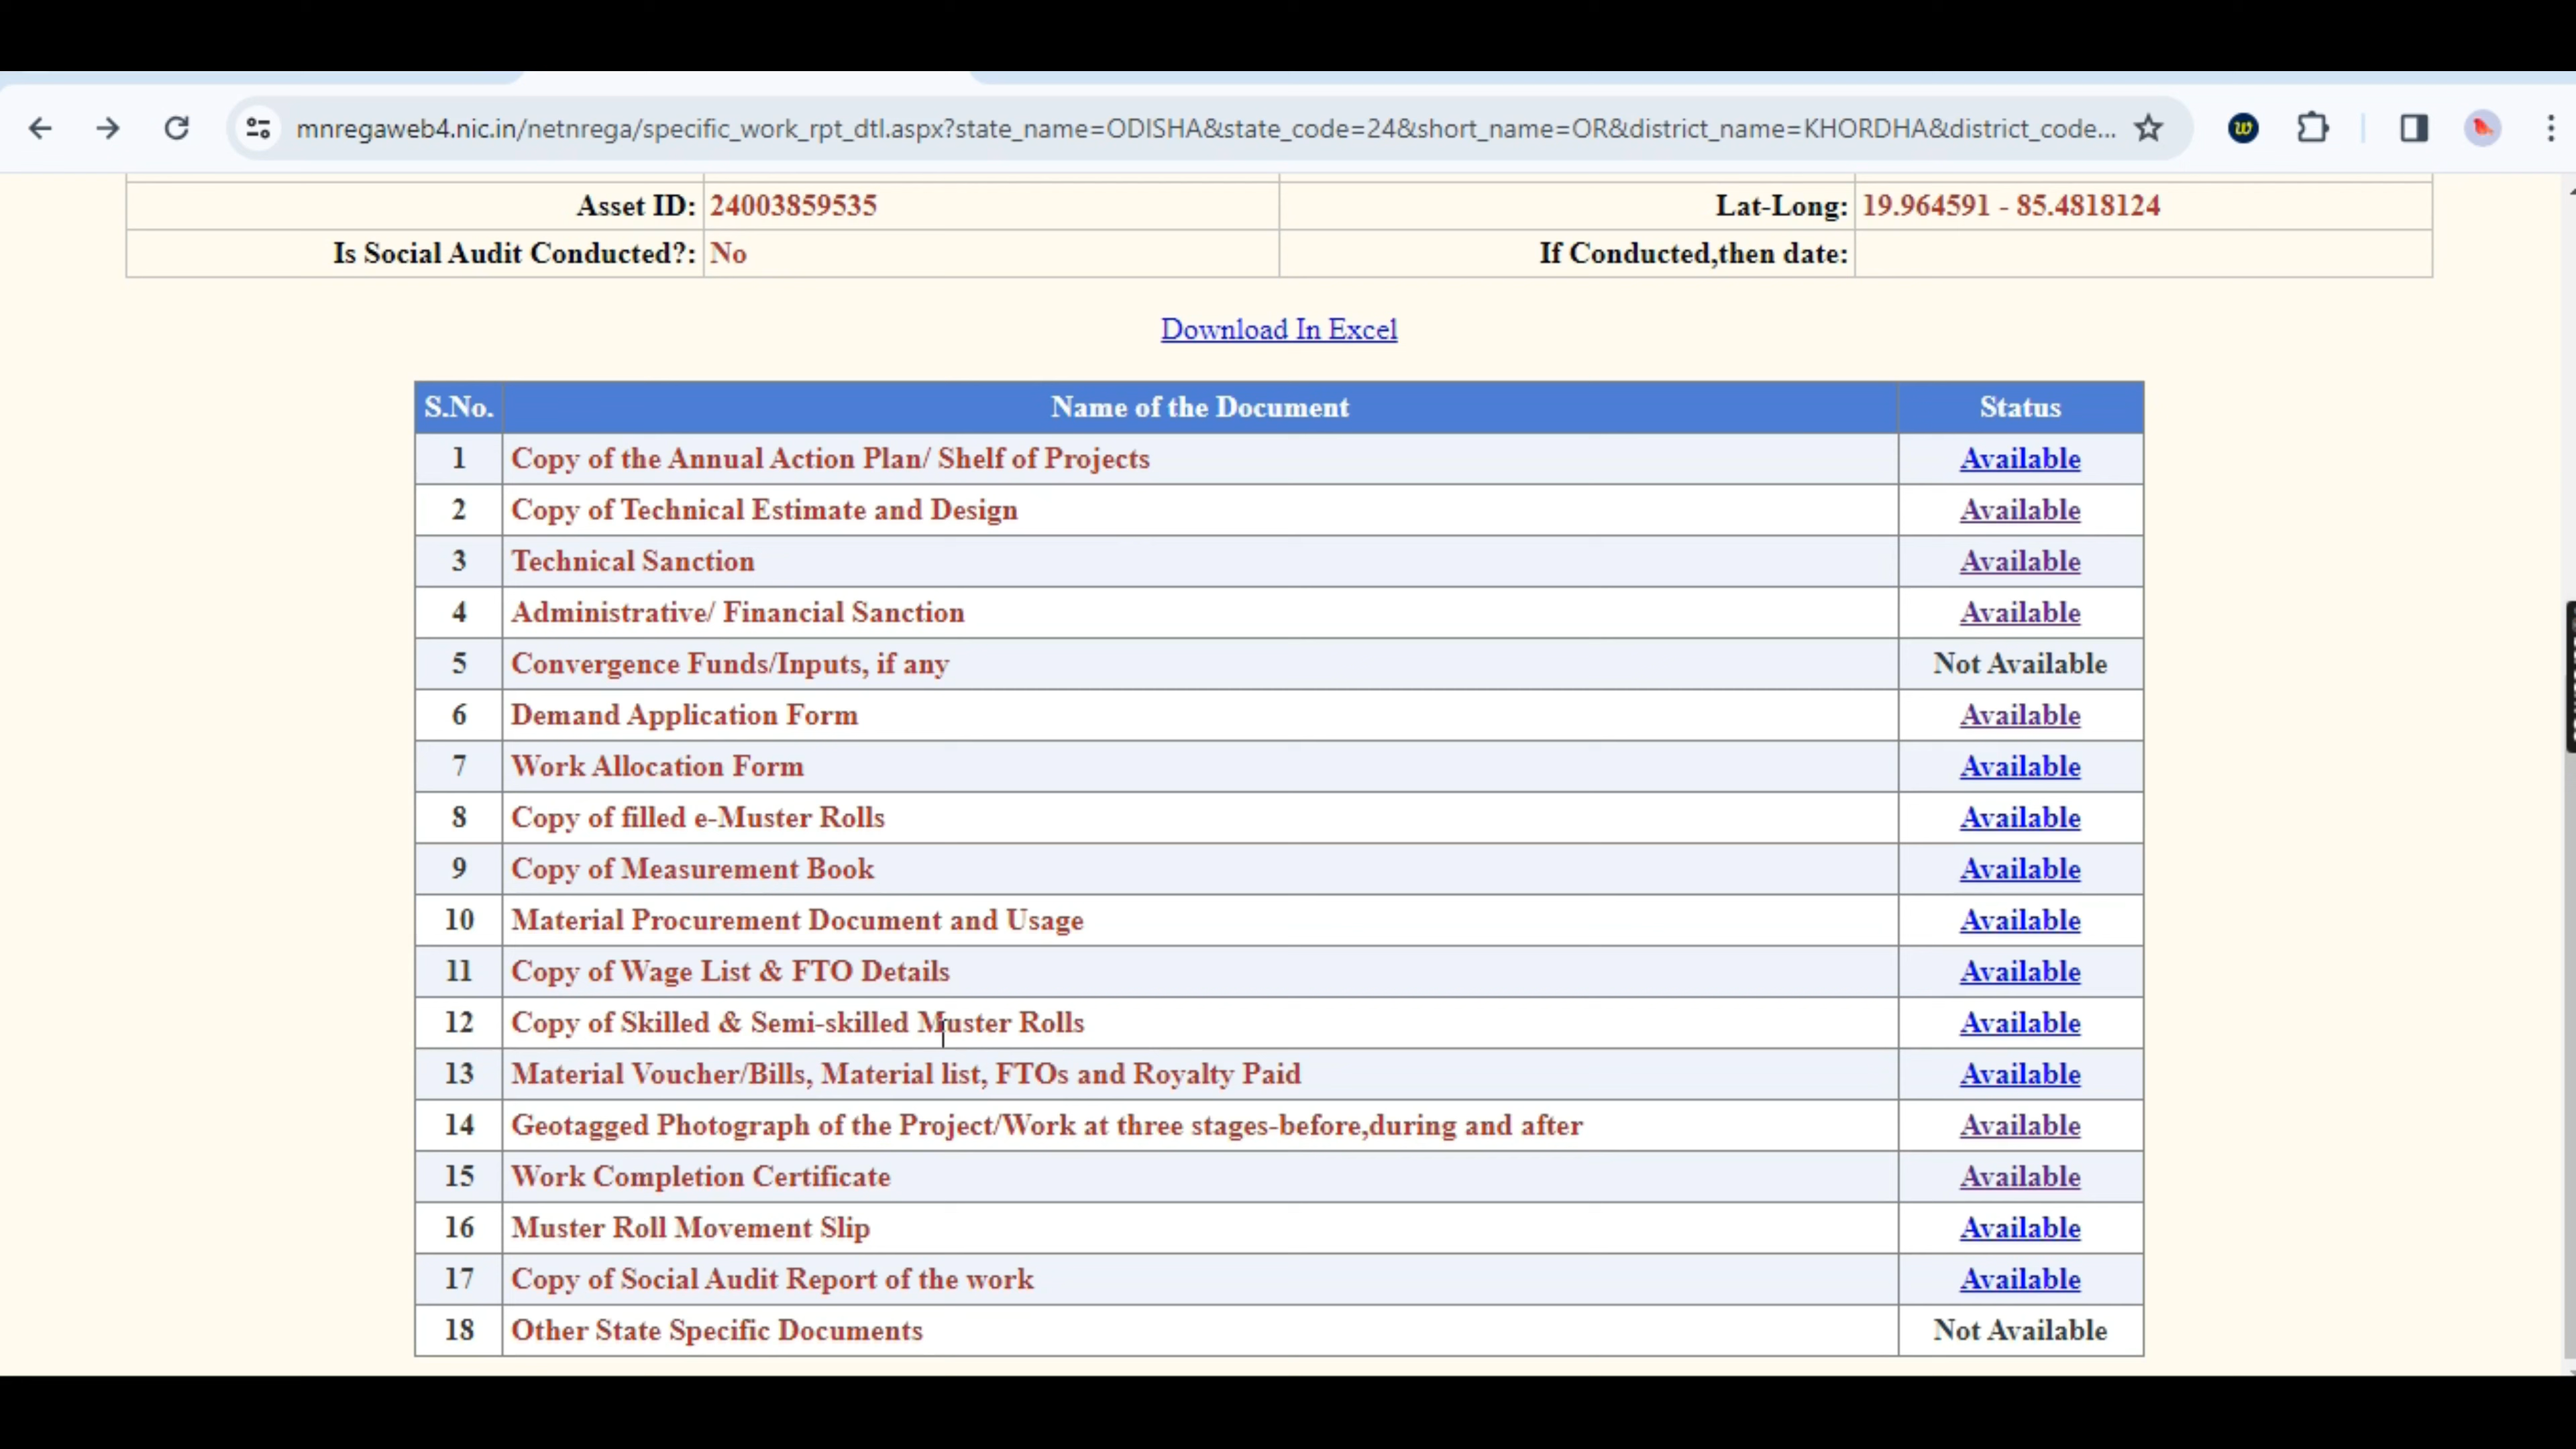 mnregaweb4.nic.in/netnrega/specific_work_rpt_dtl.aspx?state_name=ODISHA&state_code=24&short_name=OR&district_name=KHORDHA&district_code...
Asset ID: 24003859535 Lat-Long: 19.964591 - 85.4818124
Is Social Audit Conducted?: No If Conducted,then date:
Download In Excel
S.No. Name of the Document Status
1 Copy of the Annual Action Plan/ Shelf of Projects Available
2 Copy of Technical Estimate and Design Available
3 Technical Sanction Available
4 Administrative/ Financial Sanction Available
5 Convergence Funds/Inputs, if any Not Available
6 Demand Application Form Available
7 Work Allocation Form Available
8 Copy of filled e-Muster Rolls Available
9 Copy of Measurement Book Available
10 Material Procurement Document and Usage Available
11 Copy of Wage List & FTO Details Available
12 Copy of Skilled & Semi-skilled Muster Rolls Available
13 Material Voucher/Bills, Material list, FTOs and Royalty Paid Available
14 Geotagged Photograph of the Project/Work at three stages-before,during and after Available
15 Work Completion Certificate Available
16 Muster Roll Movement Slip Available
17 Copy of Social Audit Report of the work Available
18 Other State Specific Documents Not Available